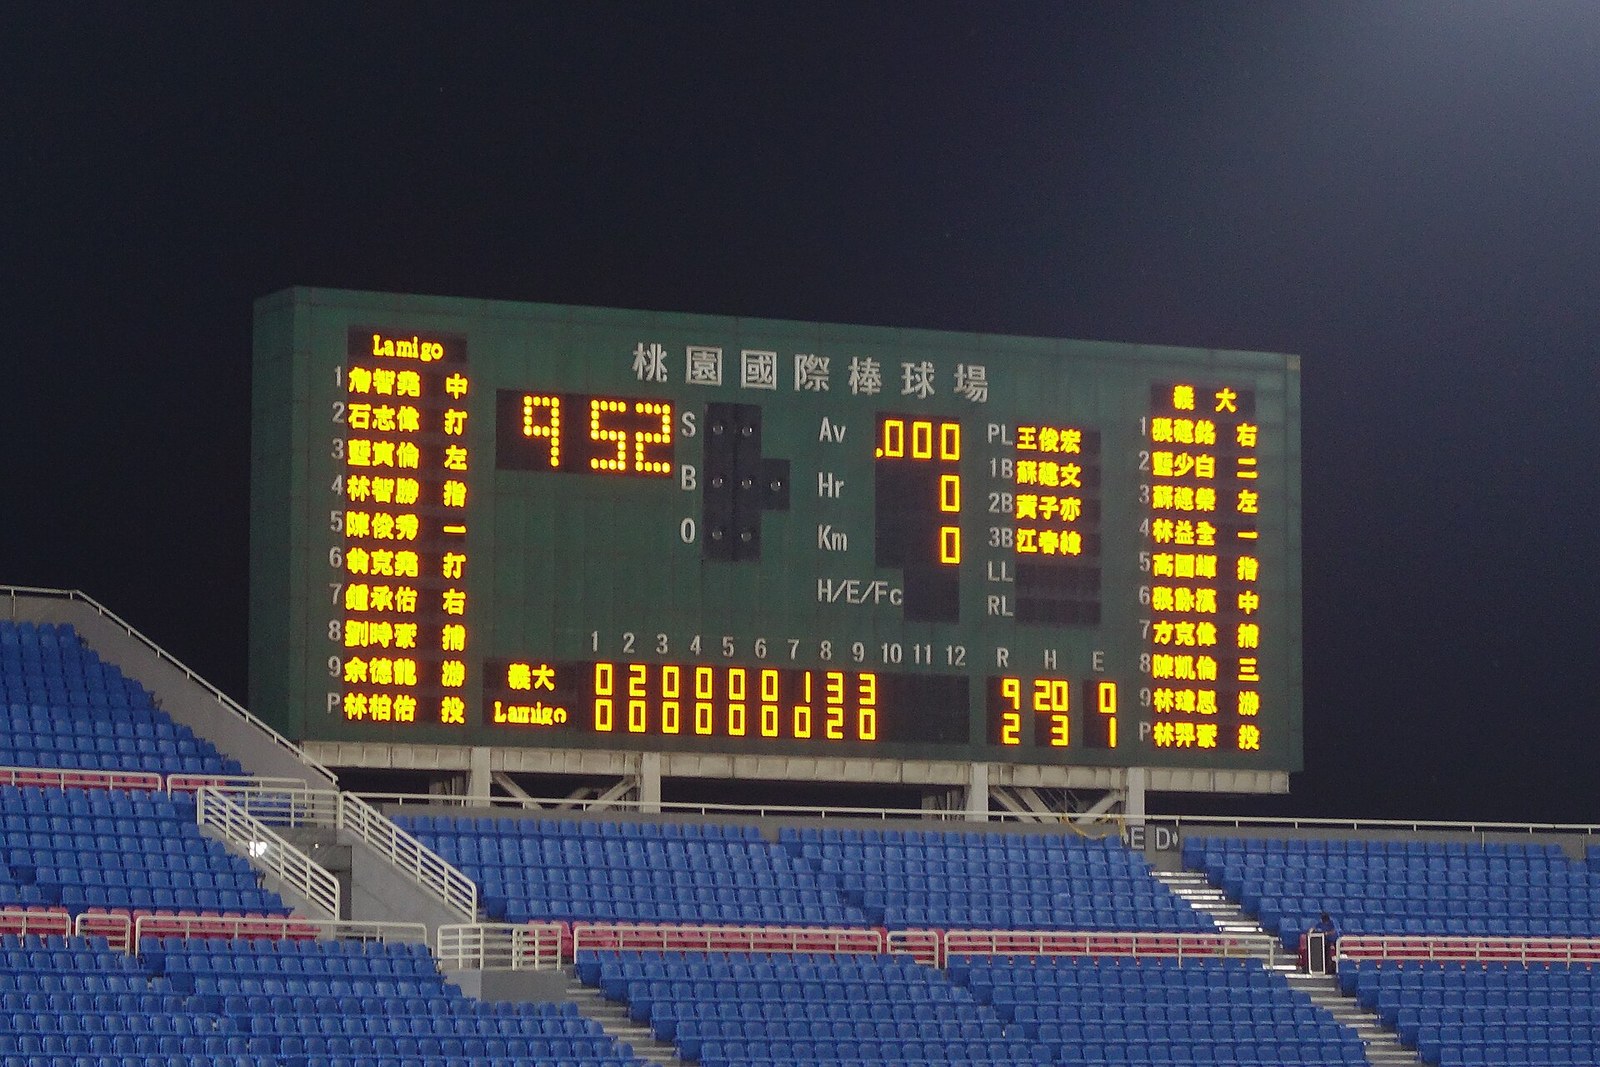 桃園國際棒球場
Lamigo
1 詹智堯 中
2 石志偉 打
3 藍寅倫 左
4 林智勝 指
5 陳俊秀 一
6 翁克堯 打
7 鍾承佑 右
8 劉時豪 捕
9 余德龍 游
P 林柏佑 投
9 52
S
B
O
Av .000
Hr 0
Km 0
H/E/Fc
PL 王俊宏
1B 蘇建文
2B 黃子亦
3B 江春緯
LL
RL
義大
1 張建銘 右
2 藍少白 二
3 蘇建榮 左
4 林益全 一
5 高國輝 指
6 張詠漢 中
7 方克偉 捕
8 陳凱倫 三
9 林瑋恩 游
P 林羿豪 投
1 2 3 4 5 6 7 8 9 10 11 12 R H E
義大 0 2 0 0 0 0 1 3 3 9 20 0
Lamigo 0 0 0 0 0 0 0 2 0 2 3 1
E D